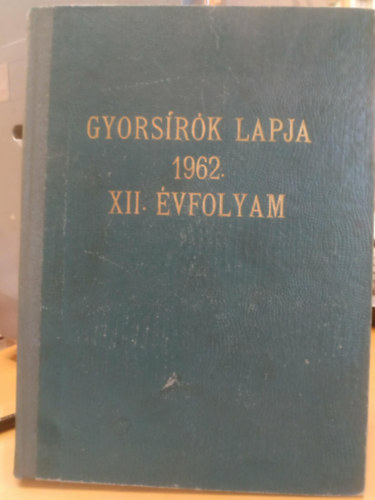 GYORSÍRÓK LAPJA
1962.
XII. ÉVFOLYAM